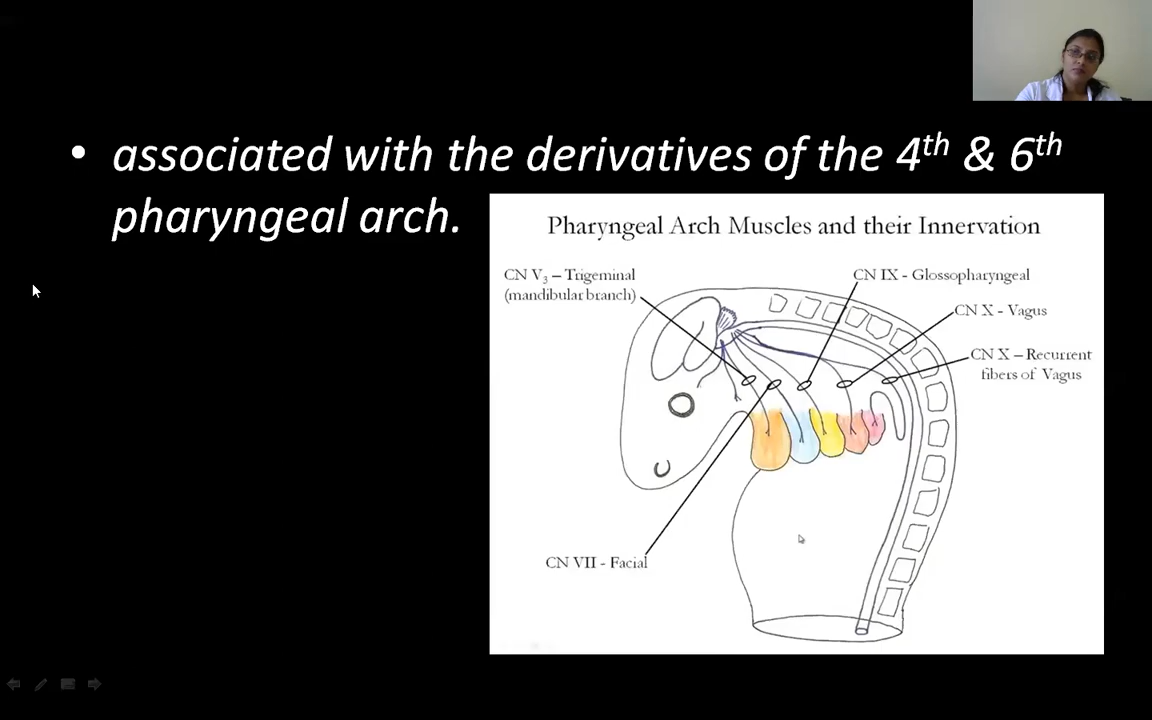 • associated with the derivatives of the 4th & 6th
pharyngeal arch.
Pharyngeal Arch Muscles and their Innervation
CN V3 – Trigeminal
(mandibular branch)
CN IX - Glossopharyngeal
CN X - Vagus
CN X – Recurrent
fibers of Vagus
CN VII - Facial